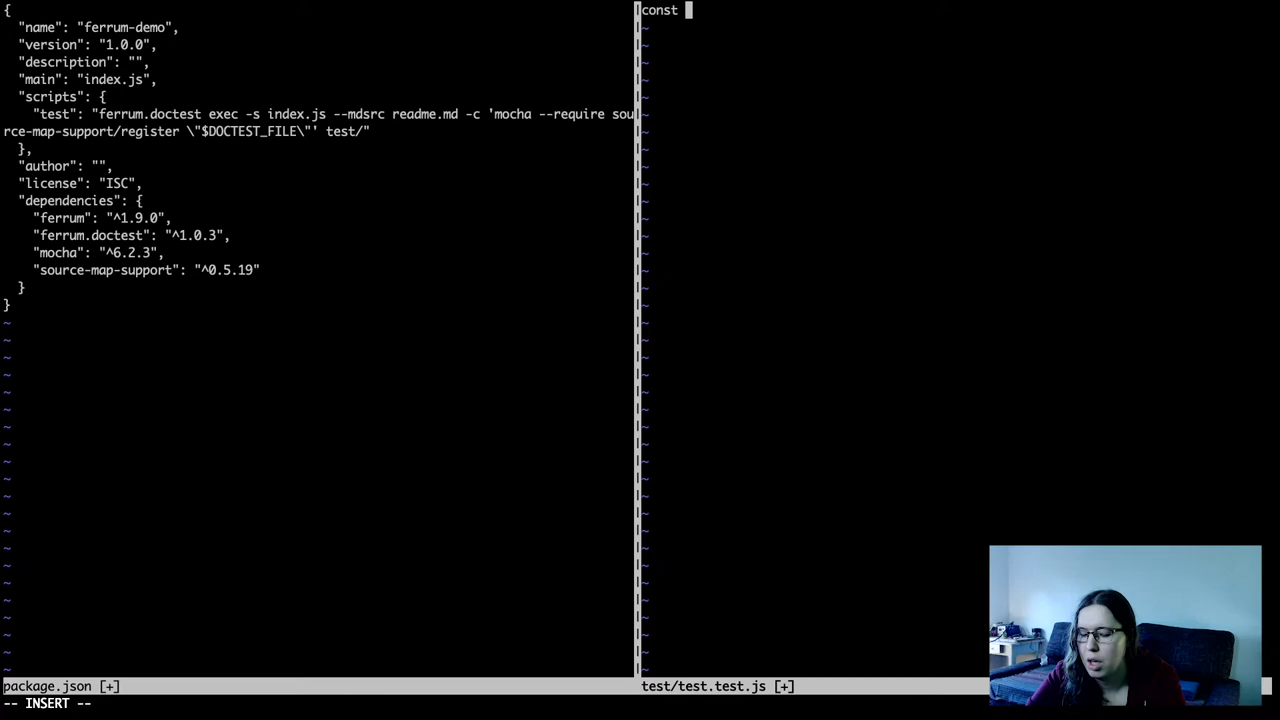 {
  "name": "ferrum-demo",
  "version": "1.0.0",
  "description": "",
  "main": "index.js",
  "scripts": {
    "test": "ferrum.doctest exec -s index.js --mdsrc readme.md -c 'mocha --require sou
rce-map-support/register \"$DOCTEST_FILE\"' test/"
  },
  "author": "",
  "license": "ISC",
  "dependencies": {
    "ferrum": "^1.9.0",
    "ferrum.doctest": "^1.0.3",
    "mocha": "^6.2.3",
    "source-map-support": "^0.5.19"
  }
}
package.json [+]
-- INSERT --
const
test/test.test.js [+]